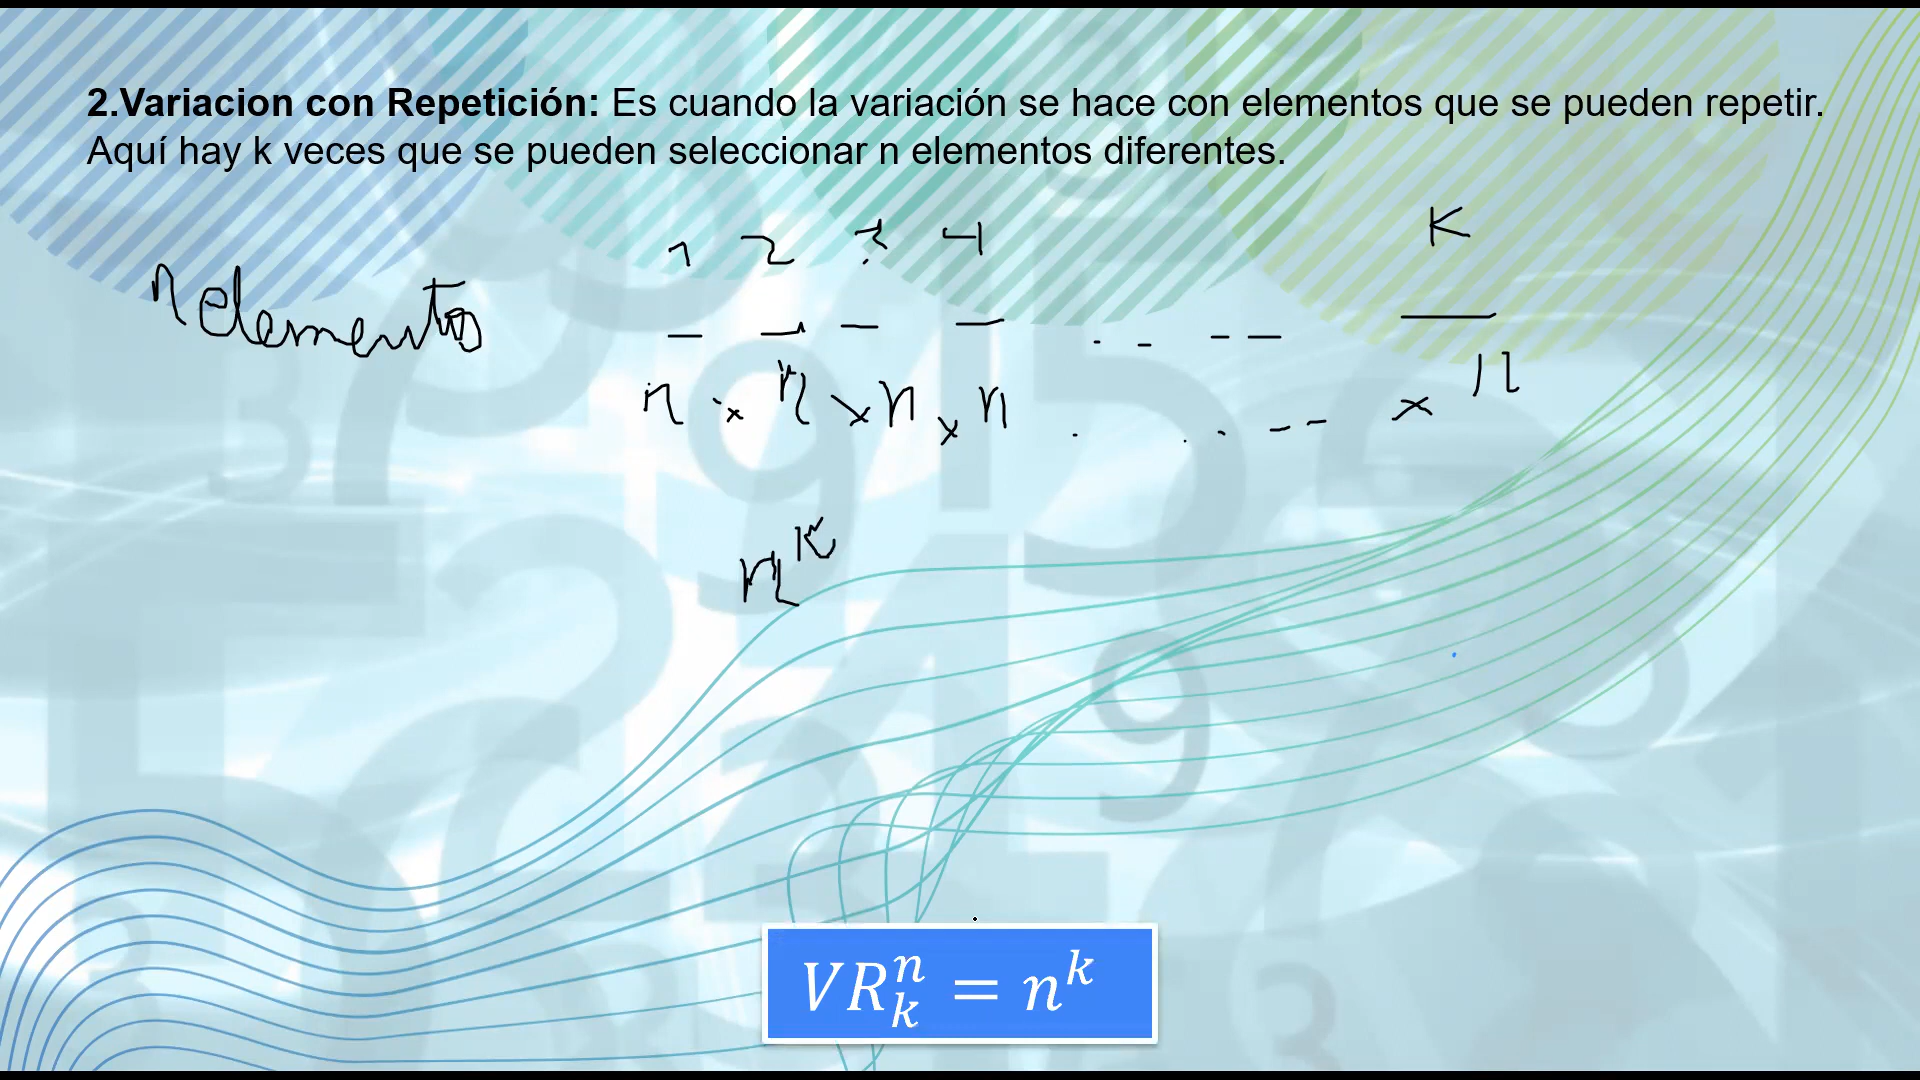 2.Variacion con Repetición: Es cuando la variación se hace con elementos que se pueden repetir.
Aquí hay k veces que se pueden seleccionar n elementos diferentes.
1 2 3 4 K
n elemento
_ _ _ _ . _ _ _ _
n x n x n x n . . . - - x n
n^k
VR^n_k = n^k